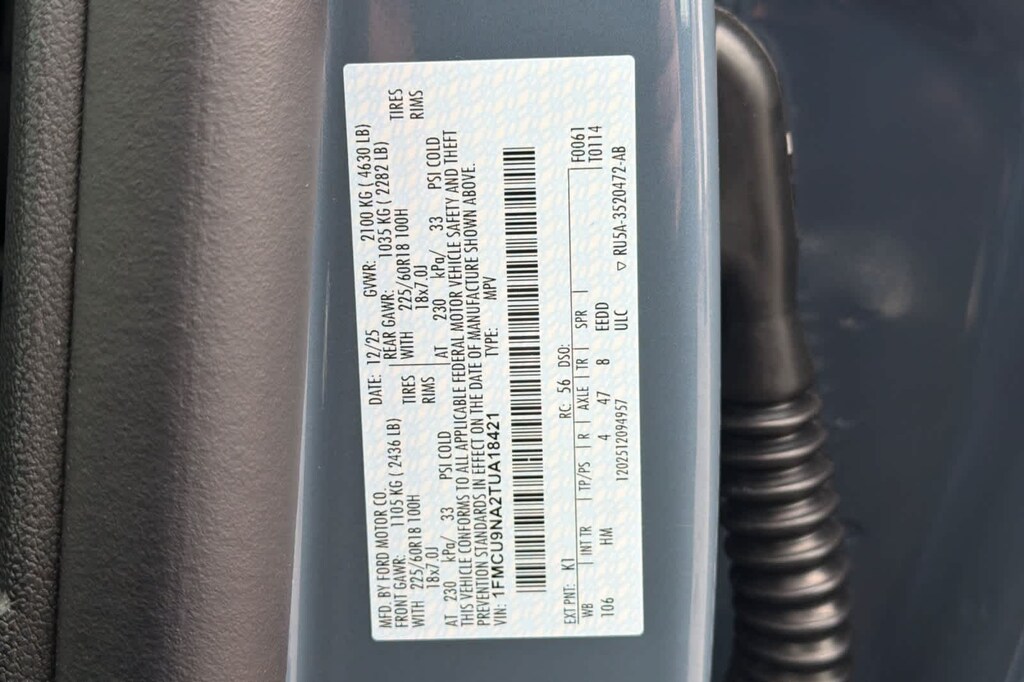 MFD. BY FORD MOTOR CO.
DATE: 12/25 GVWR: 2100 KG ( 4630 LB)
FRONT GAWR: 1105 KG ( 2436 LB) REAR GAWR: 1035 KG ( 2282 LB)
WITH 225/60R18 100H TIRES WITH 225/60R18 100H TIRES
18x7.0J RIMS 18x7.0J RIMS
AT 230 kPa/ 33 PSI COLD AT 230 kPa/ 33 PSI COLD
THIS VEHICLE CONFORMS TO ALL APPLICABLE FEDERAL MOTOR VEHICLE SAFETY AND THEFT
PREVENTION STANDARDS IN EFFECT ON THE DATE OF MANUFACTURE SHOWN ABOVE.
VIN: 1FMCU9NA2TUA18421 TYPE: MPV
EXT PNT: K1 RC: 56 DSO: F0061
WB INT TR TP/PS R AXLE TR SPR T0114
106 HM 4 47 8 EEDD
1202512094957 ULC ▽ RU5A-3520472-AB